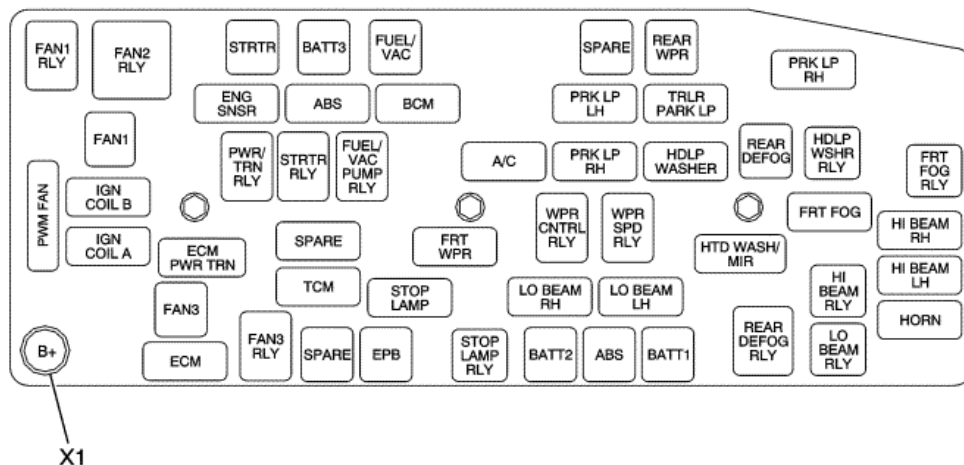 FAN1
RLY
FAN2
RLY
STRTR
BATT3
FUEL/
VAC
SPARE
REAR
WPR
PRK LP
RH
ENG
SNSR
ABS
BCM
PRK LP
LH
TRLR
PARK LP
FAN1
PWR/
TRN
RLY
STRTR
RLY
FUEL/
VAC
PUMP
RLY
A/C
PRK LP
RH
HDLP
WASHER
REAR
DEFOG
HDLP
WSHR
RLY
FRT
FOG
RLY
PWM FAN
IGN
COIL B
IGN
COIL A
ECM
PWR TRN
SPARE
FRT
WPR
WPR
CNTRL
RLY
WPR
SPD
RLY
FRT FOG
HTD WASH/
MIR
HI BEAM
RH
HI BEAM
LH
TCM
STOP
LAMP
LO BEAM
RH
LO BEAM
LH
HI
BEAM
RLY
HORN
FAN3
B+
ECM
FAN3
RLY
SPARE
EPB
STOP
LAMP
RLY
BATT2
ABS
BATT1
REAR
DEFOG
RLY
LO
BEAM
RLY
X1